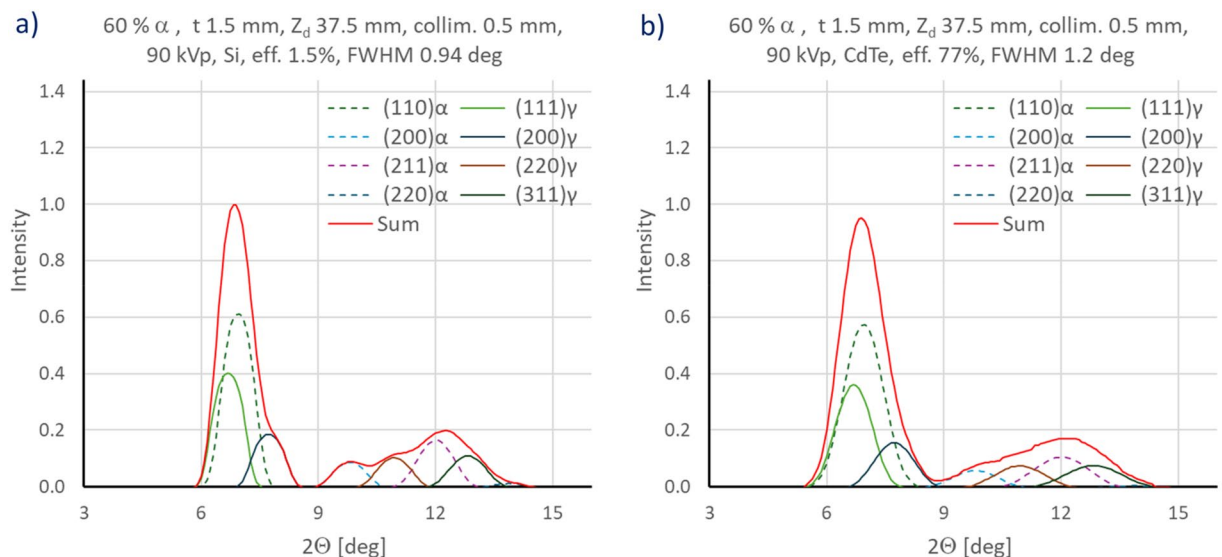 a)
60 % α , t 1.5 mm, Zd 37.5 mm, collim. 0.5 mm,
90 kVp, Si, eff. 1.5%, FWHM 0.94 deg
1.4
1.2
1.0
0.8
0.6
0.4
0.2
0.0
Intensity
(110)α (111)γ
(200)α (200)γ
(211)α (220)γ
(220)α (311)γ
Sum
3 6 9 12 15
2Θ [deg]
b)
60 % α , t 1.5 mm, Zd 37.5 mm, collim. 0.5 mm,
90 kVp, CdTe, eff. 77%, FWHM 1.2 deg
1.4
1.2
1.0
0.8
0.6
0.4
0.2
0.0
Intensity
(110)α (111)γ
(200)α (200)γ
(211)α (220)γ
(220)α (311)γ
Sum
3 6 9 12 15
2Θ [deg]